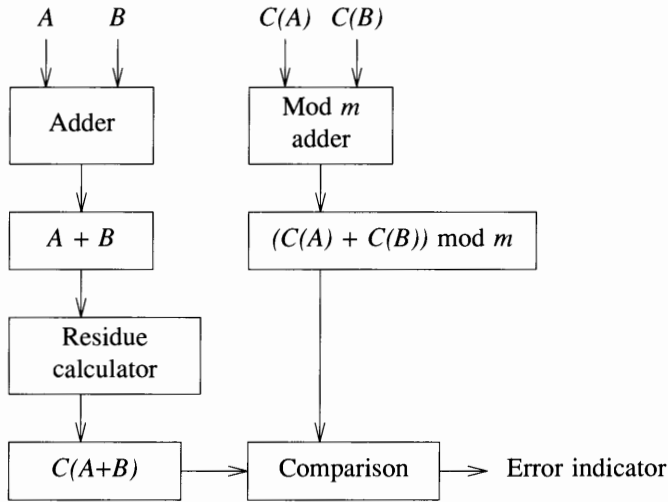 A B C(A) C(B)
Adder
Mod m
adder
A + B
(C(A) + C(B)) mod m
Residue
calculator
C(A+B)
Comparison
Error indicator